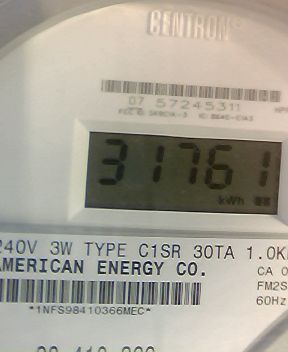 CENTRON®
07 57245311
31761
kWh
240V 3W TYPE C1SR 30TA 1.0K
AMERICAN ENERGY CO.
CA 0
FM2S
60Hz
*1NFS98410366MEC*